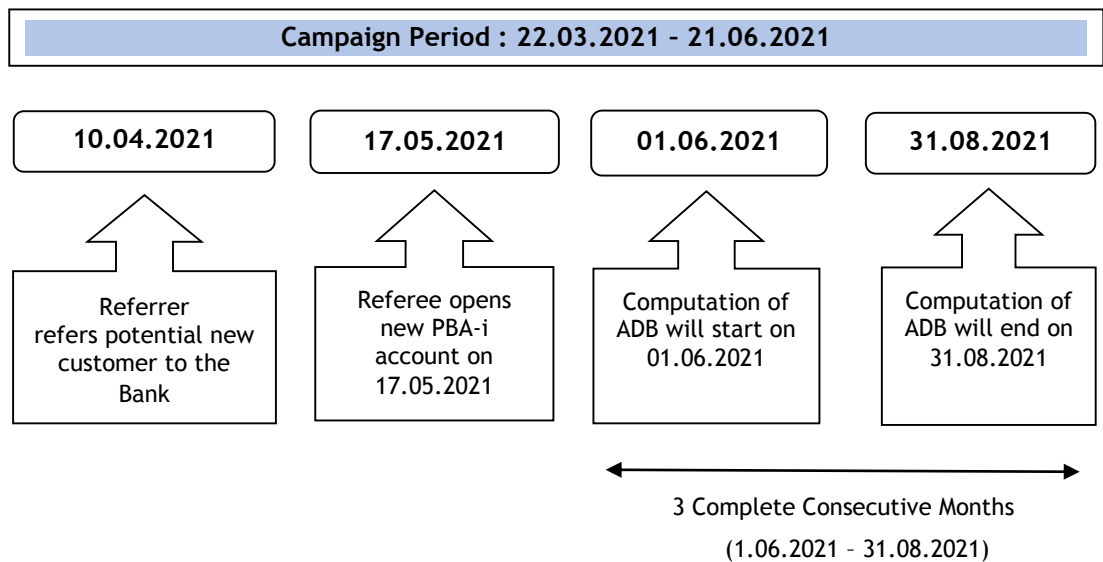 Campaign Period : 22.03.2021 – 21.06.2021
10.04.2021
17.05.2021
01.06.2021
31.08.2021
Referrer
refers potential new
customer to the
Bank
Referee opens
new PBA-i
account on
17.05.2021
Computation of
ADB will start on
01.06.2021
Computation of
ADB will end on
31.08.2021
3 Complete Consecutive Months
(1.06.2021 – 31.08.2021)